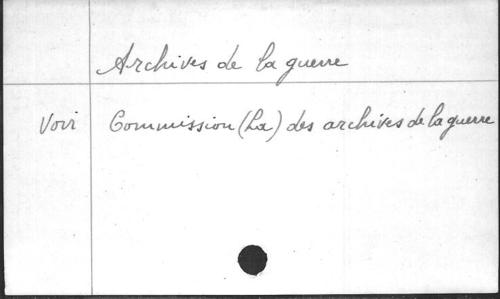 Archives de la guerre
Voir Commission (La) des archives de la guerre